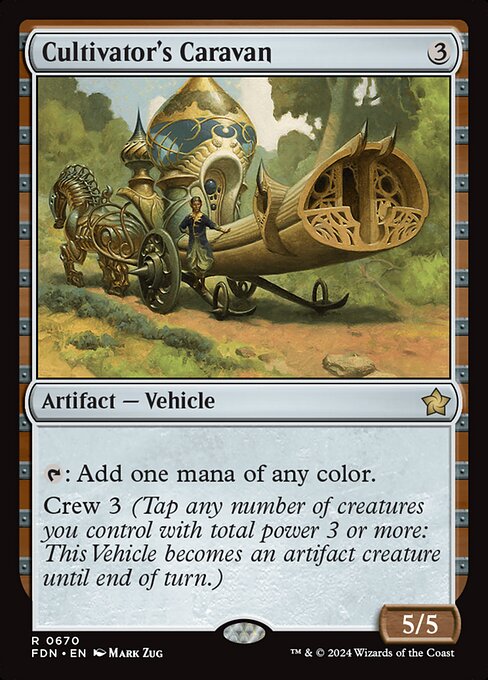 Cultivator's Caravan 3
Artifact — Vehicle
: Add one mana of any color.
Crew 3 (Tap any number of creatures
you control with total power 3 or more:
This Vehicle becomes an artifact creature
until end of turn.)
5/5
R 0670
FDN • EN Mark Zug
™ & © 2024 Wizards of the Coast